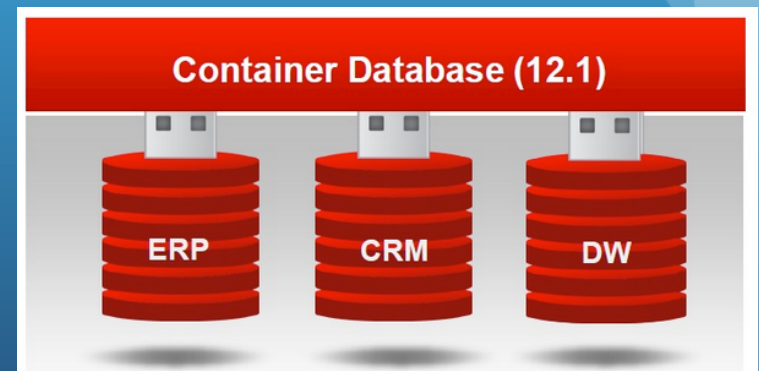 Container Database (12.1)
ERP
CRM
DW